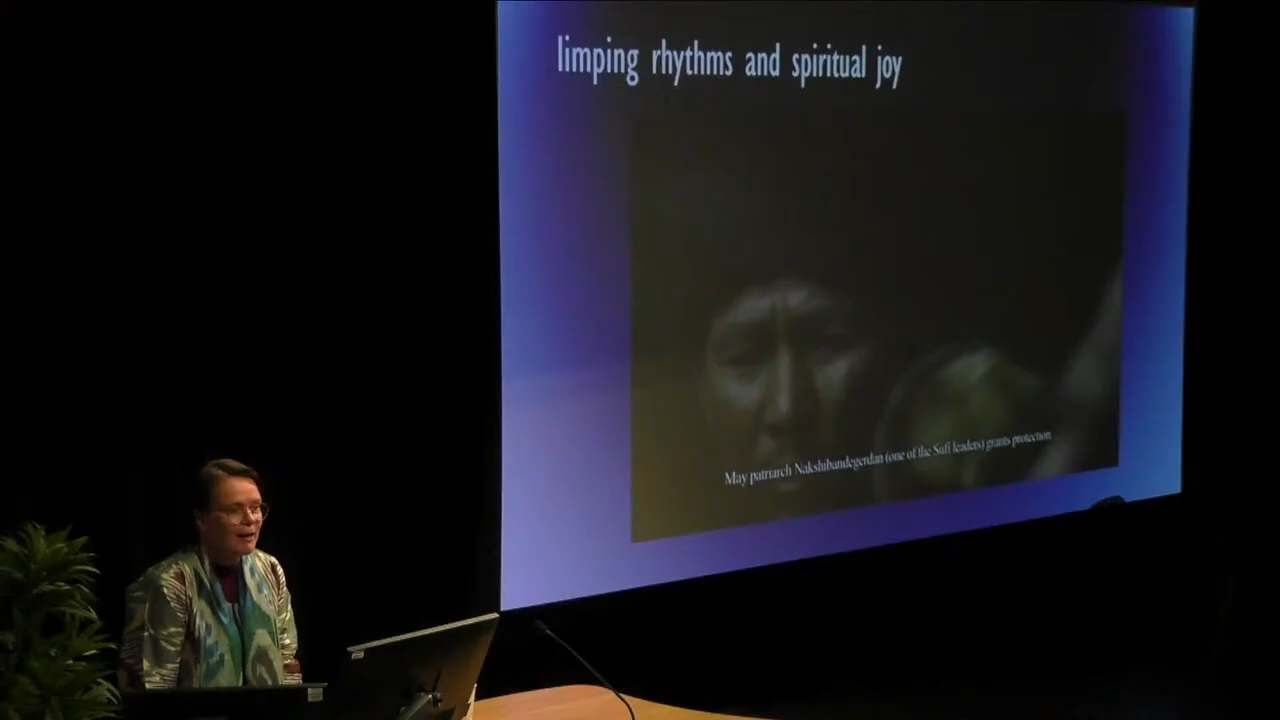 limping rhythms and spiritual joy
May patriarch Nakshibandegerdan (one of the Sufi leaders) grants protection